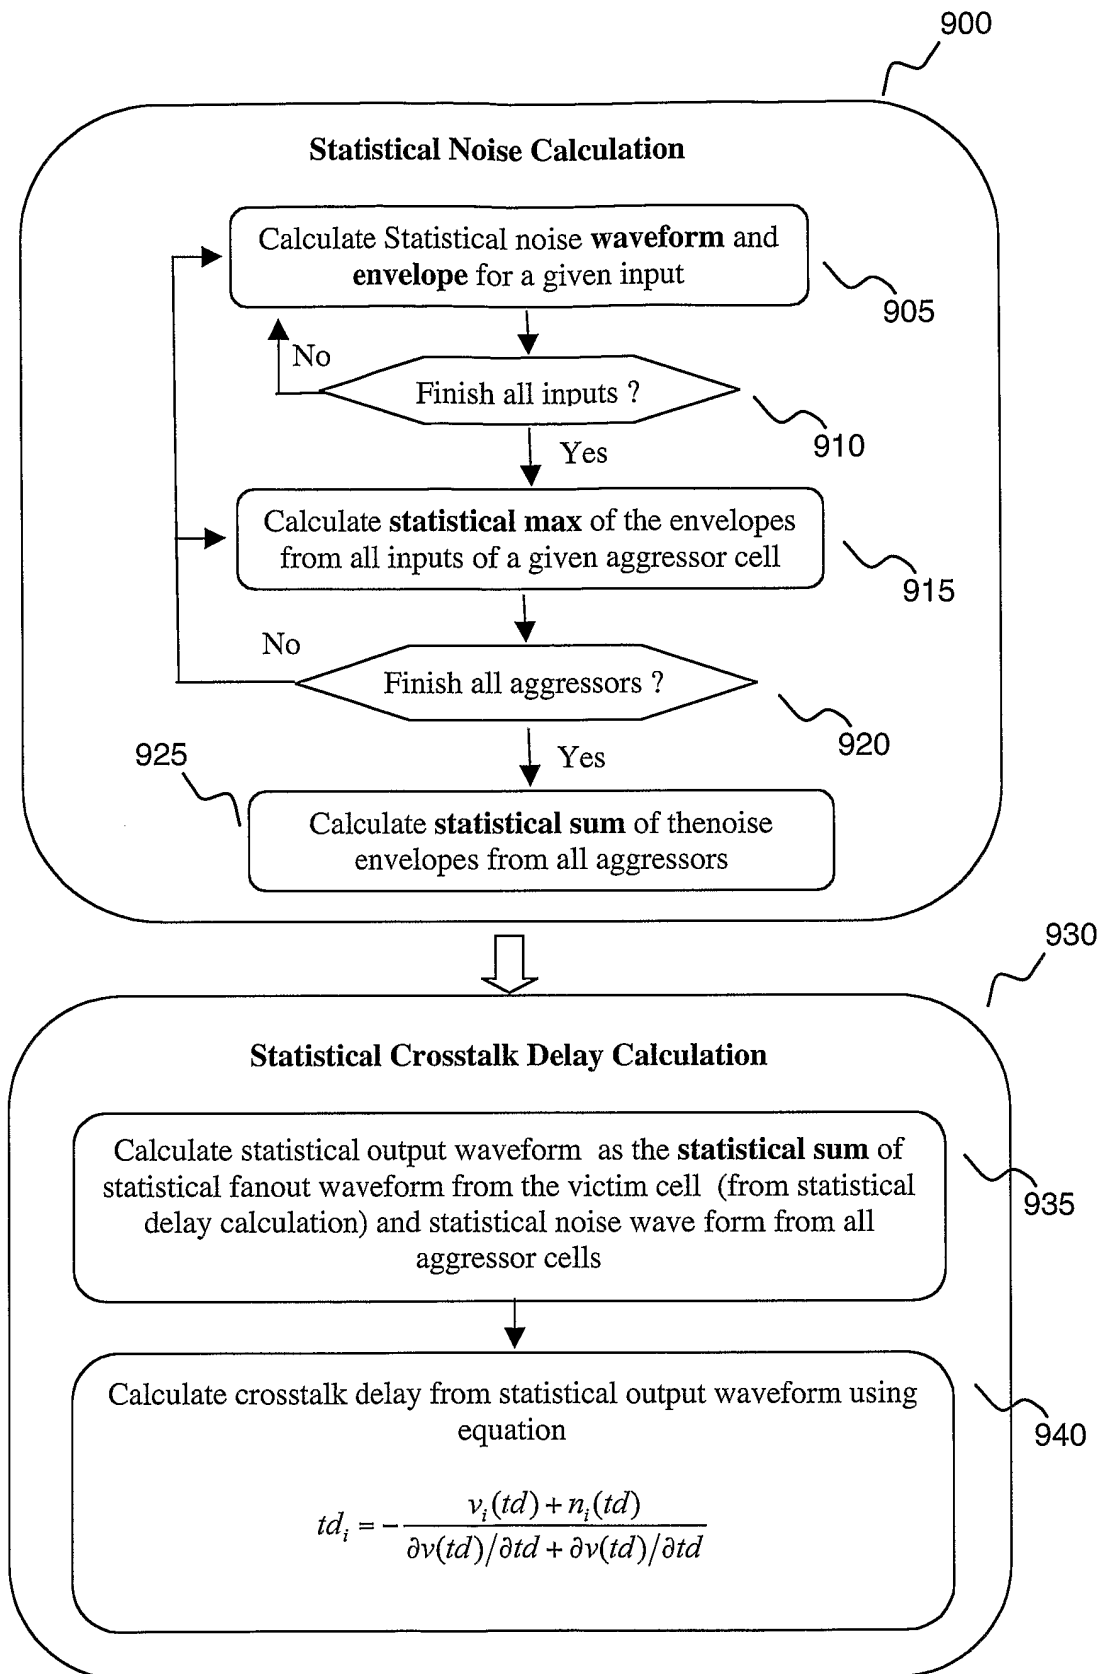 900
Statistical Noise Calculation
Calculate Statistical noise waveform and
envelope for a given input
905
No
Finish all inputs ?
910
Yes
Calculate statistical max of the envelopes
from all inputs of a given aggressor cell
915
No
Finish all aggressors ?
920
925
Yes
Calculate statistical sum of thenoise
envelopes from all aggressors
930
Statistical Crosstalk Delay Calculation
Calculate statistical output waveform as the statistical sum of
statistical fanout waveform from the victim cell (from statistical
delay calculation) and statistical noise wave form from all
aggressor cells
935
Calculate crosstalk delay from statistical output waveform using
equation
940
td_i = - (v_i(td) + n_i(td)) / (∂v(td)/∂td + ∂v(td)/∂td)